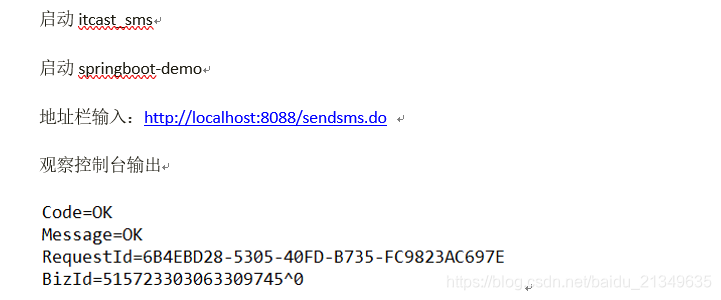 启动 itcast_sms
启动 springboot-demo
地址栏输入：http://localhost:8088/sendsms.do
观察控制台输出
Code=OK
Message=OK
RequestId=6B4EBD28-5305-40FD-B735-FC9823AC697E
BizId=515723303063309745^0
https://blog.csdn.net/baidu_21349635